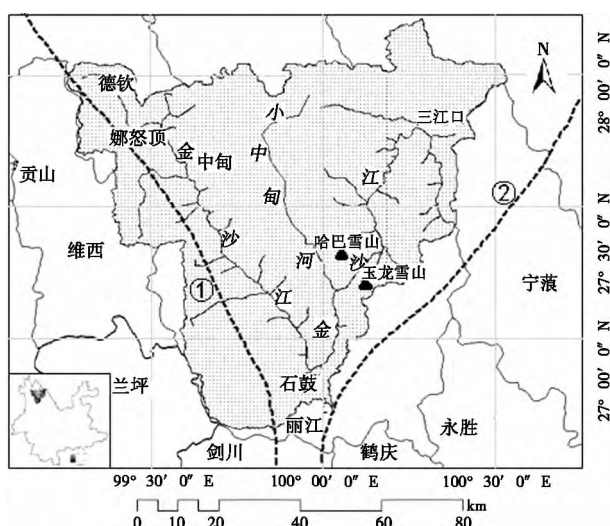 N
德钦
小
三江口
娜怒顶
金
中甸
中
江
②
贡山
甸
维西
哈巴雪山
沙
河
沙
玉龙雪山
①
江
宁蒗
金
石鼓
兰坪
丽江
永胜
剑川
鹤庆
28° 00′ 0″ N
27° 30′ 0″ N
27° 00′ 0″ N
99° 30′ 0″ E
100° 00′ 0″ E
100° 30′ 0″ E
km
0 10 20 40 60 80